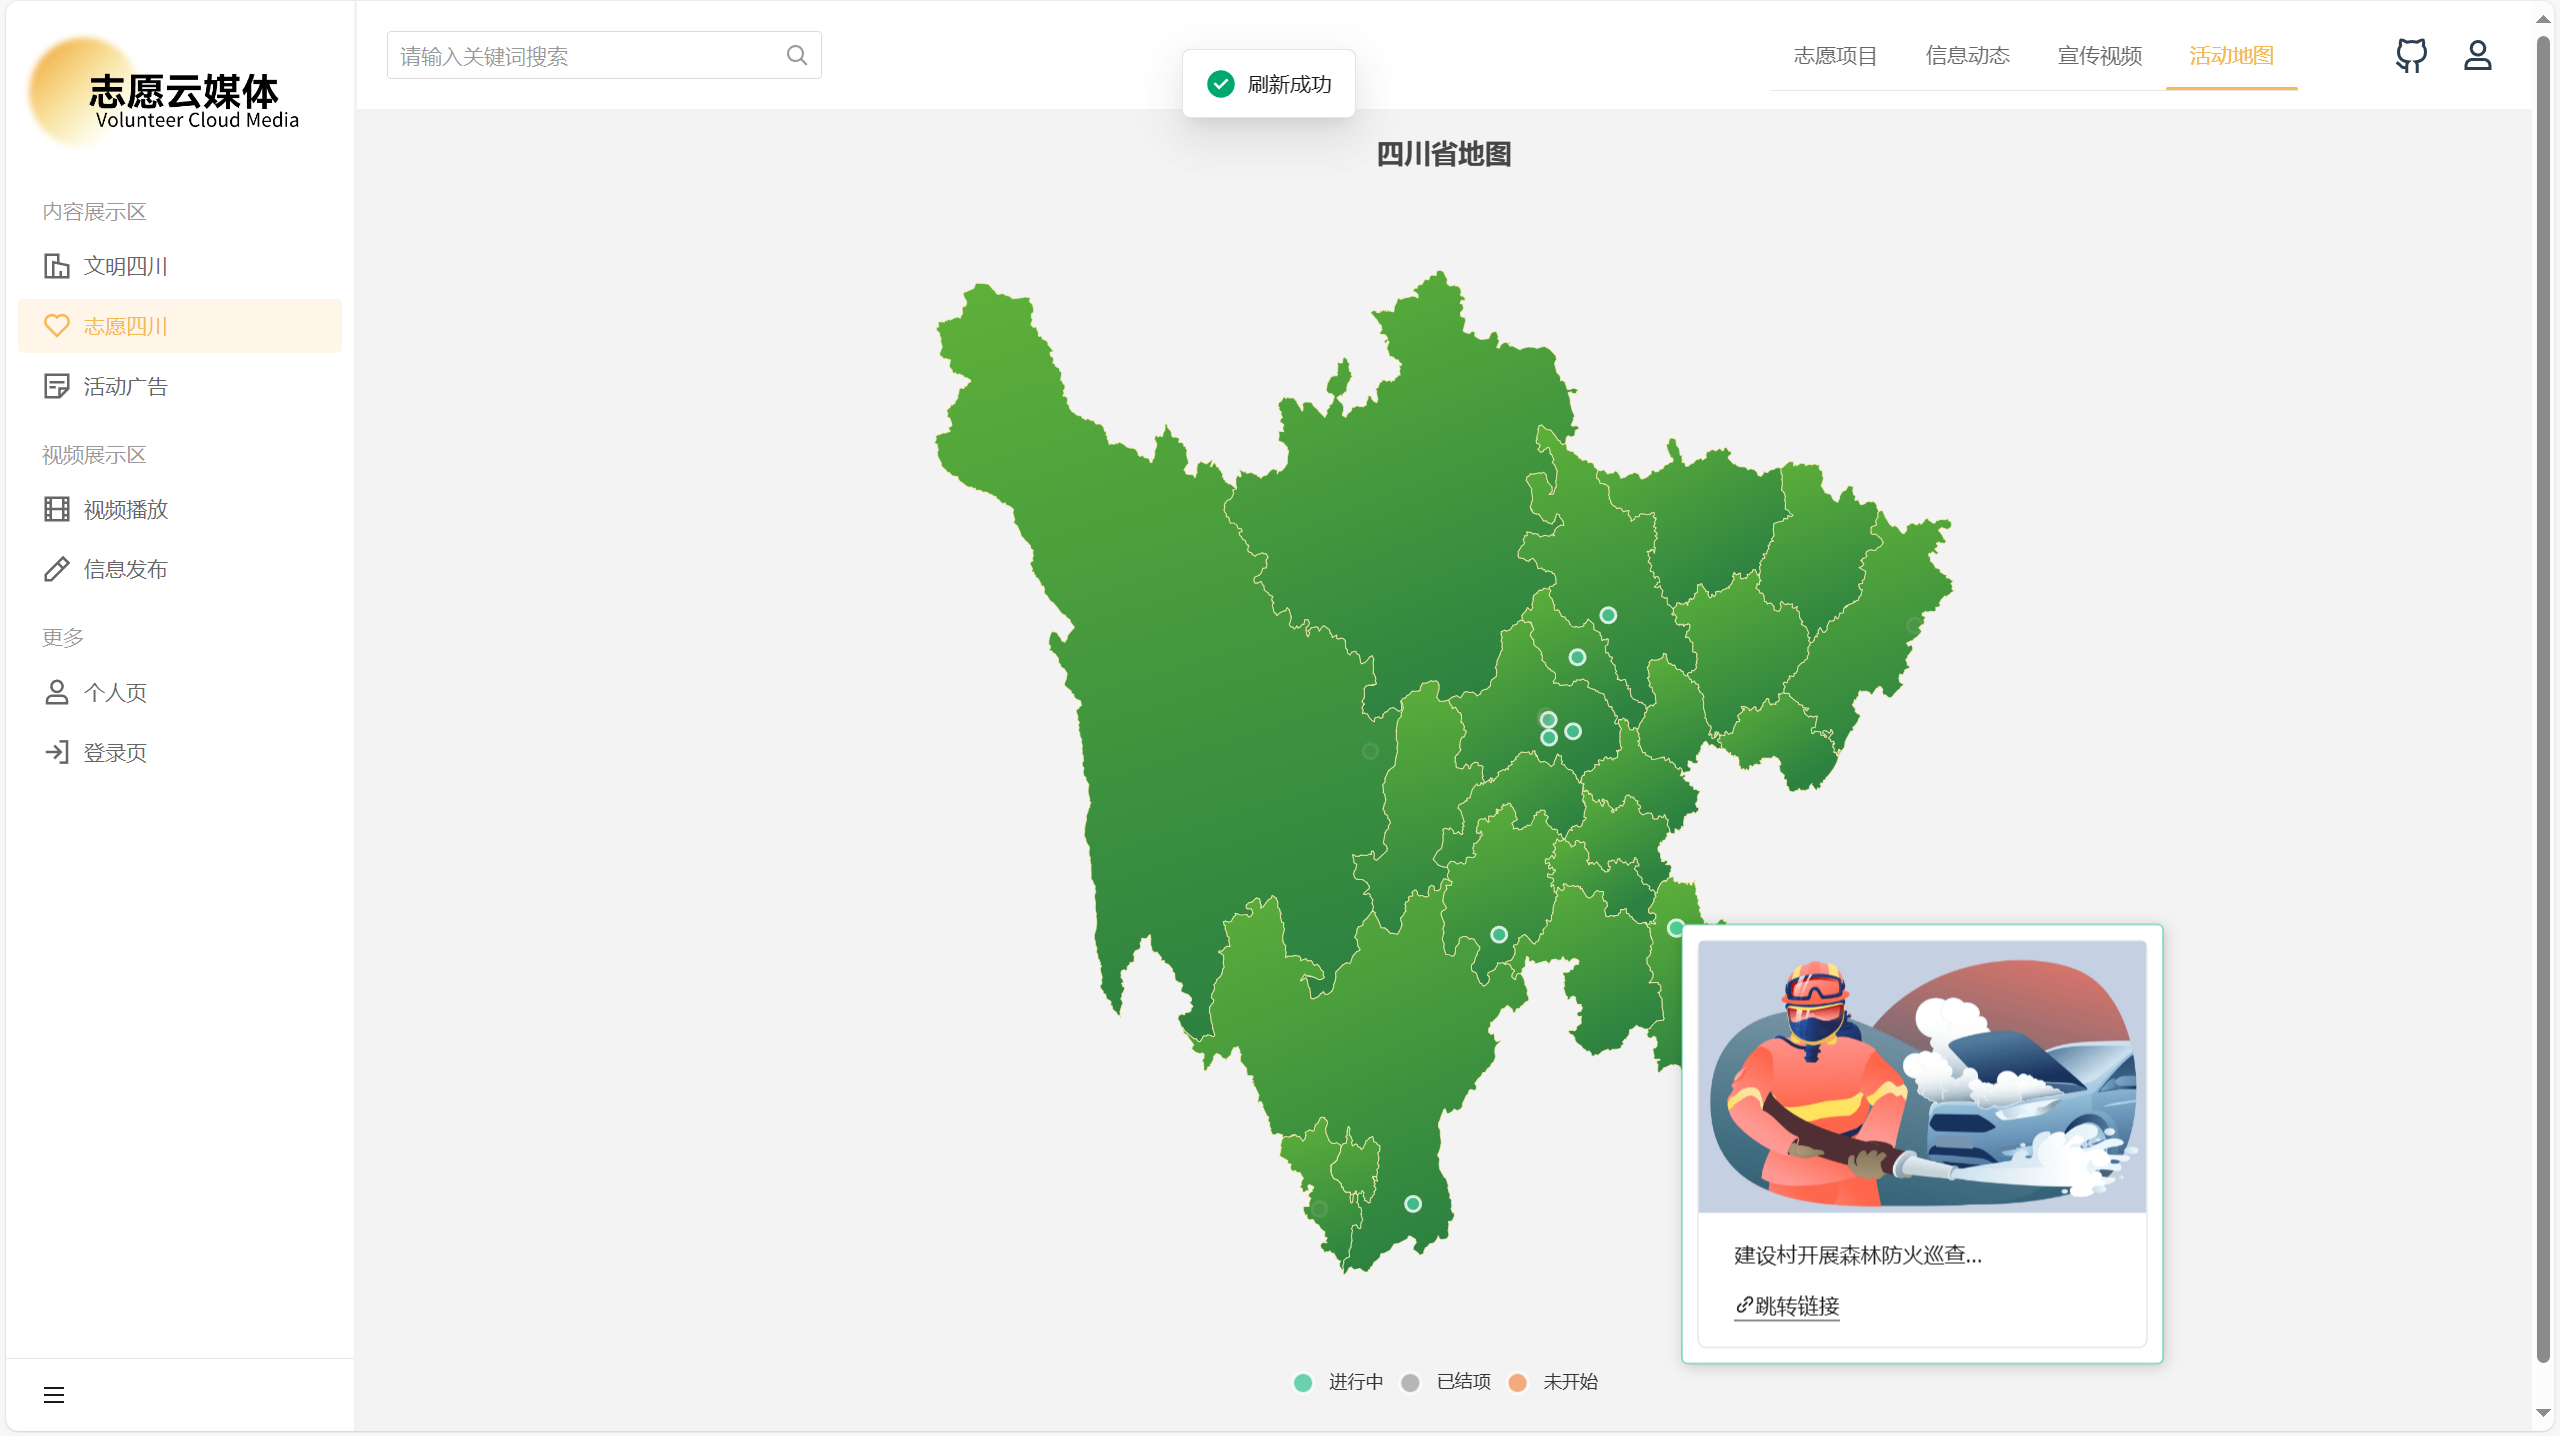 志愿云媒体
Volunteer Cloud Media
内容展示区
文明四川
志愿四川
活动广告
视频展示区
视频播放
信息发布
更多
个人页
登录页
请输入关键词搜索
刷新成功
志愿项目
信息动态
宣传视频
活动地图
四川省地图
建设村开展森林防火巡查...
跳转链接
进行中
已结项
未开始